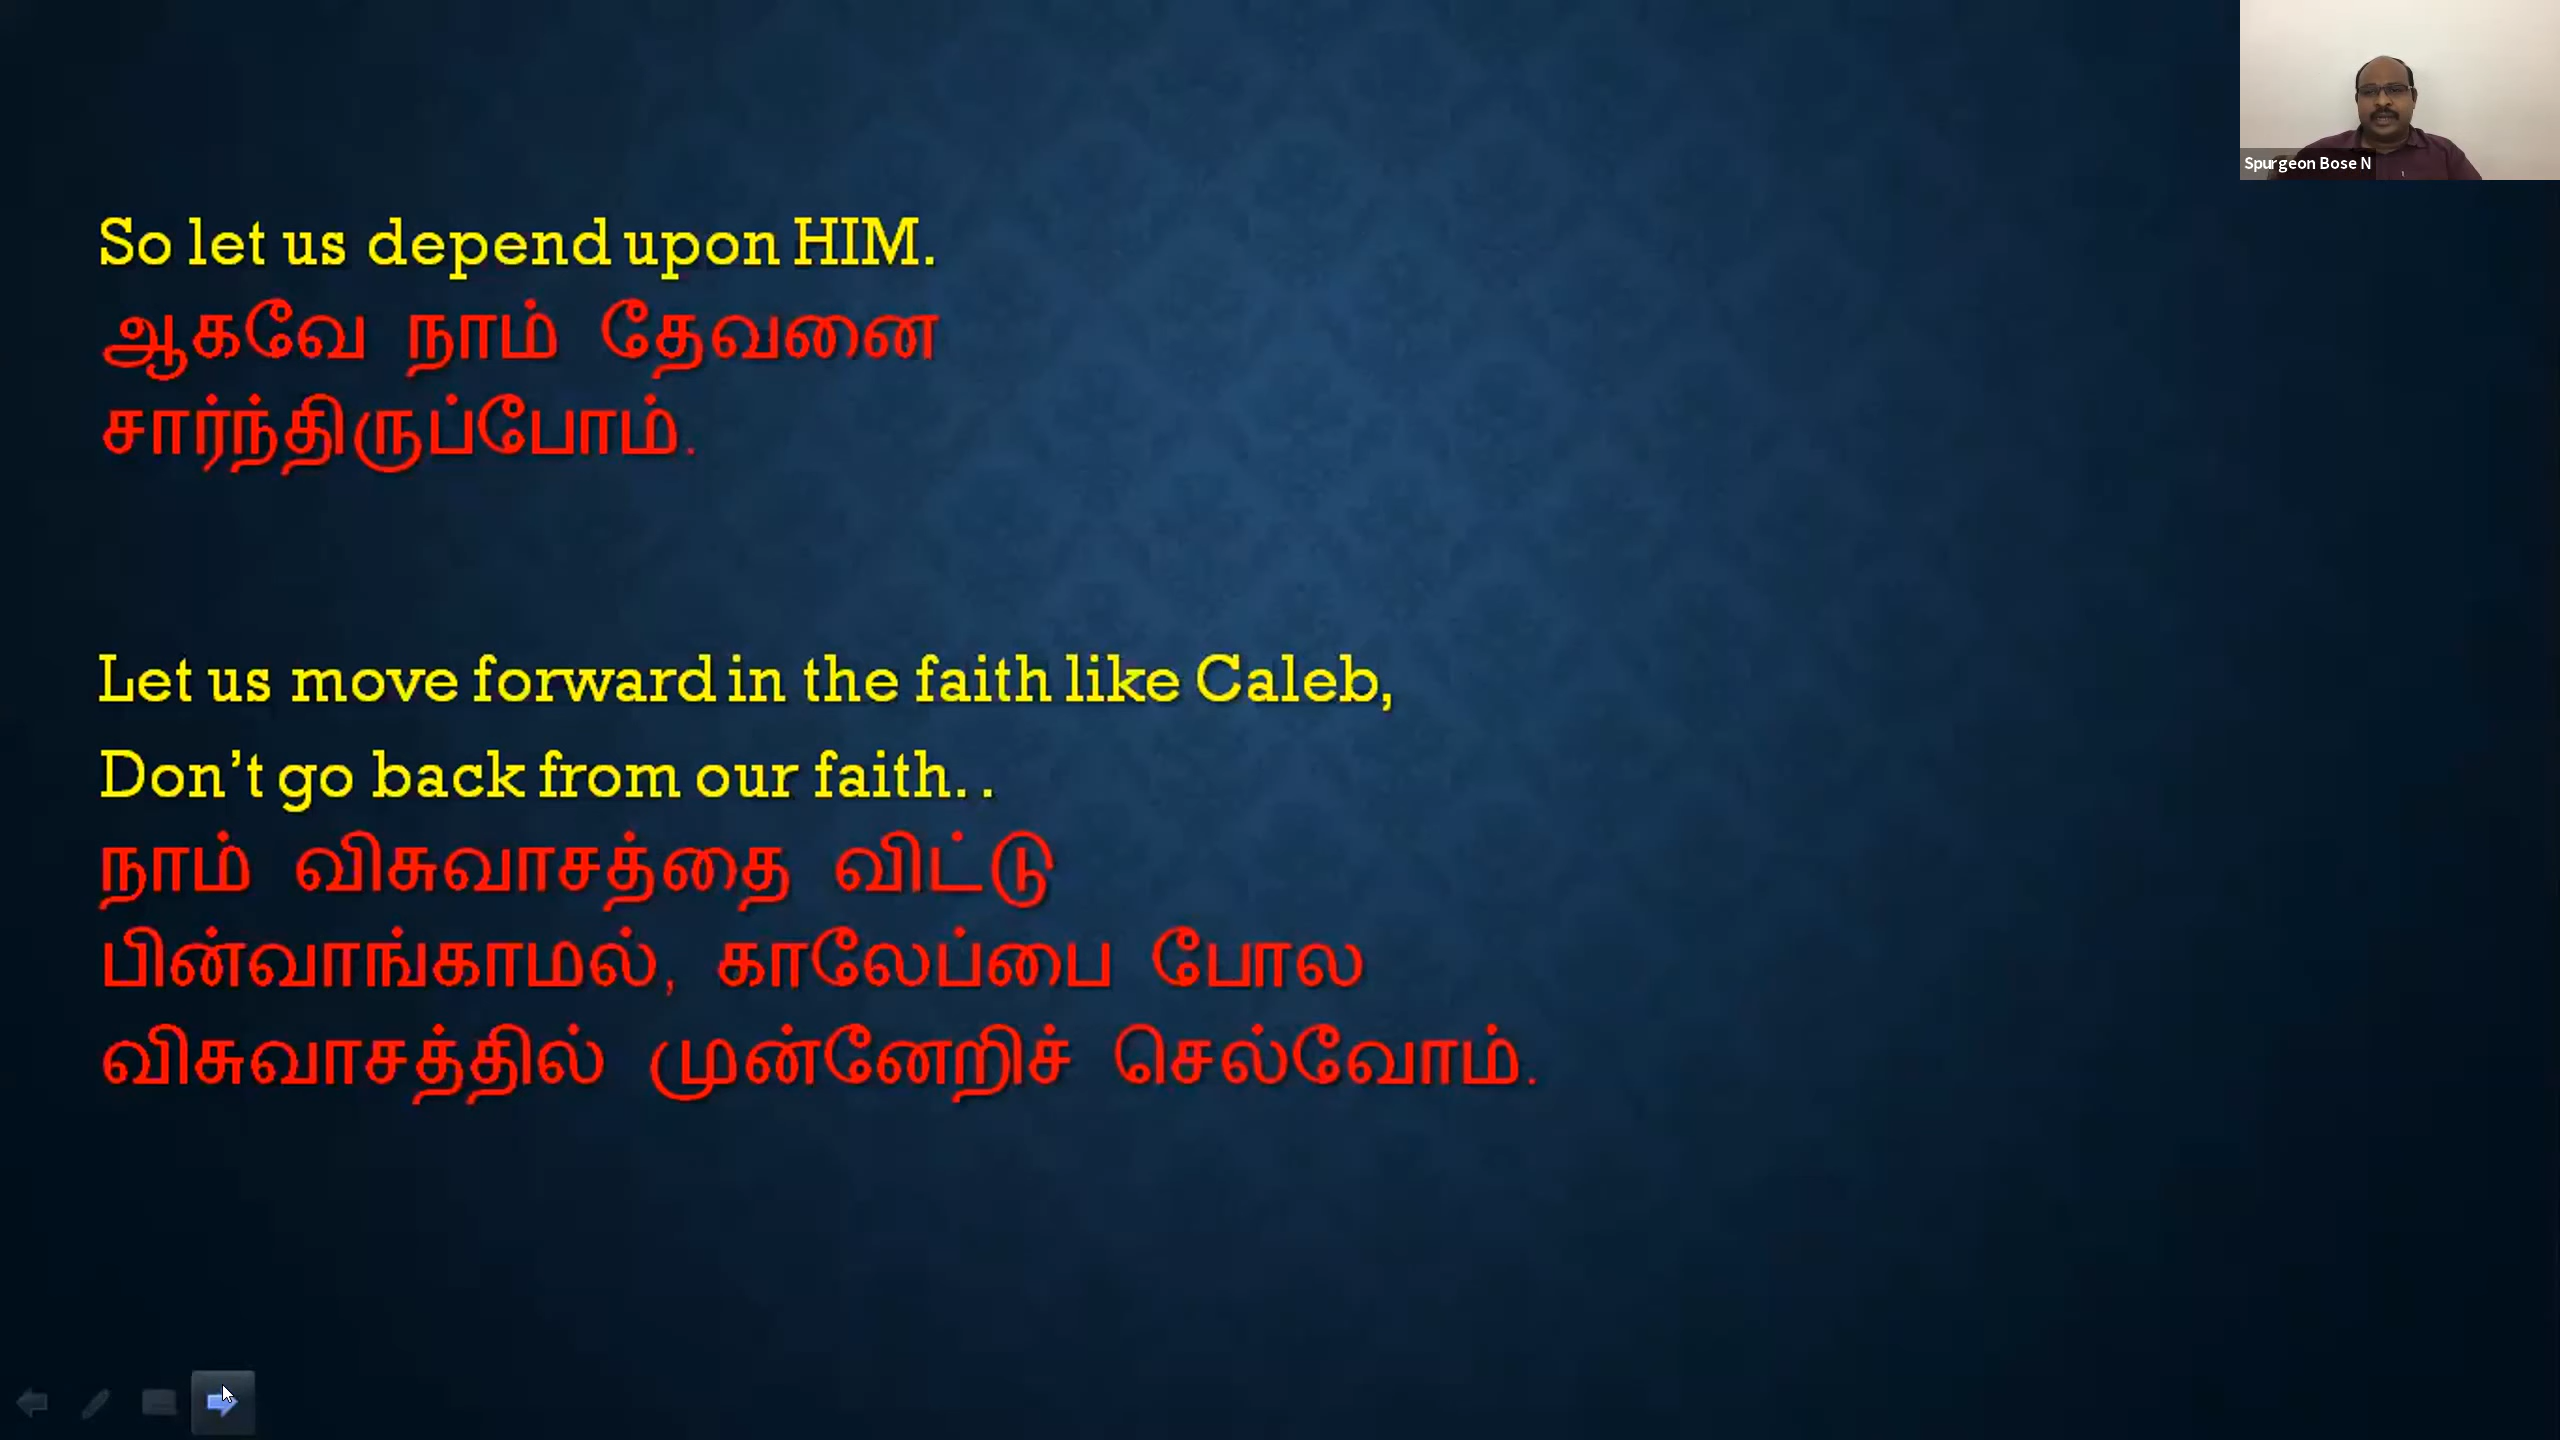 Spurgeon Bose N
So let us depend upon HIM.
ஆகவே நாம் தேவனை
சார்ந்திருப்போம்.
Let us move forward in the faith like Caleb,
Don’t go back from our faith. .
நாம் விசுவாசத்தை விட்டு
பின்வாங்காமல், காலேப்பை போல
விசுவாசத்தில் முன்னேறிச் செல்வோம்.